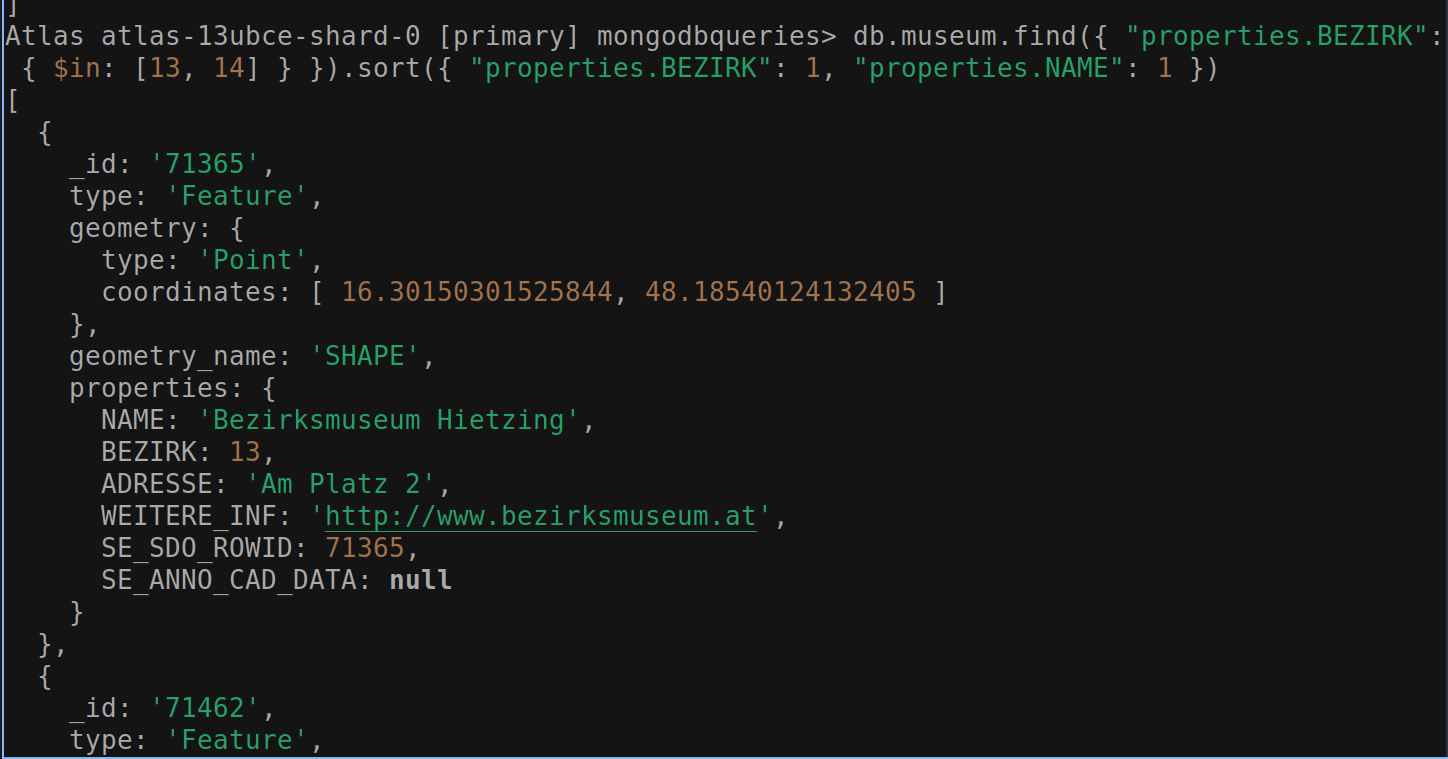 ]
Atlas atlas-13ubce-shard-0 [primary] mongodbqueries> db.museum.find({ "properties.BEZIRK":
 { $in: [13, 14] } }).sort({ "properties.BEZIRK": 1, "properties.NAME": 1 })
[
  {
    _id: '71365',
    type: 'Feature',
    geometry: {
      type: 'Point',
      coordinates: [ 16.30150301525844, 48.18540124132405 ]
    },
    geometry_name: 'SHAPE',
    properties: {
      NAME: 'Bezirksmuseum Hietzing',
      BEZIRK: 13,
      ADRESSE: 'Am Platz 2',
      WEITERE_INF: 'http://www.bezirksmuseum.at',
      SE_SDO_ROWID: 71365,
      SE_ANNO_CAD_DATA: null
    }
  },
  {
    _id: '71462',
    type: 'Feature',